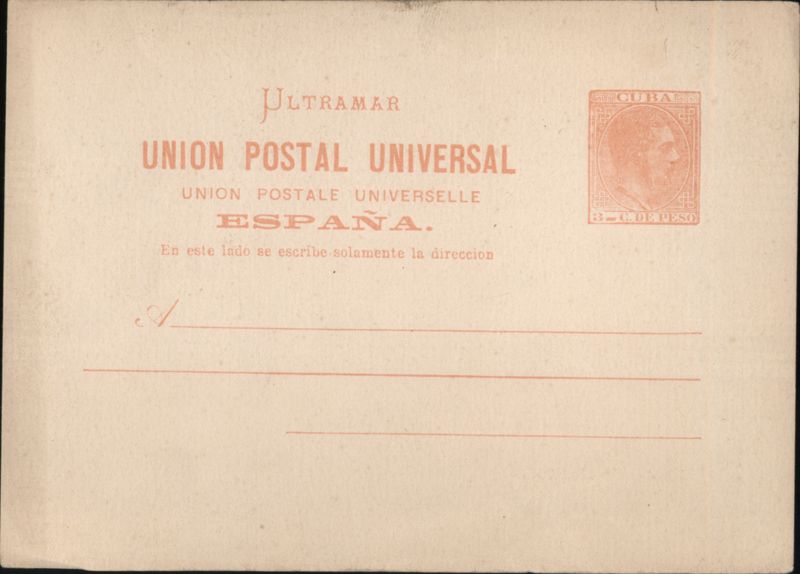 ULTRAMAR
CUBA
UNION POSTAL UNIVERSAL
UNION POSTALE UNIVERSELLE
ESPAÑA.
3 C. DE PESO
En este lado se escribe solamente la direccion
A